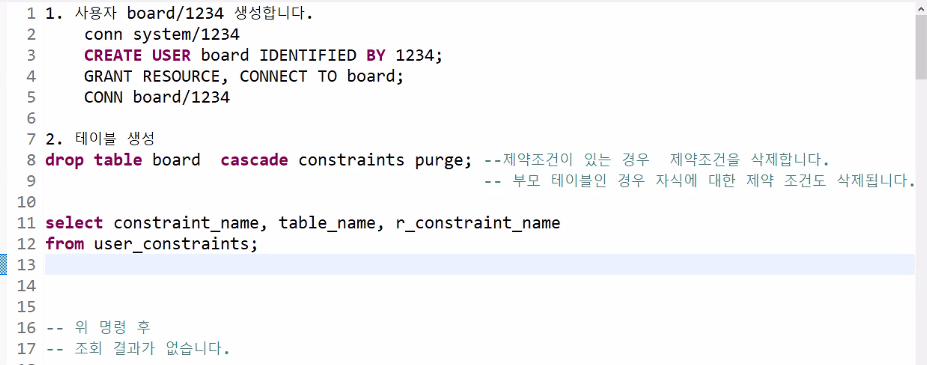 1 1. 사용자 board/1234 생성합니다.
2 conn system/1234
3 CREATE USER board IDENTIFIED BY 1234;
4 GRANT RESOURCE, CONNECT TO board;
5 CONN board/1234
6
7 2. 테이블 생성
8 drop table board  cascade constraints purge; --제약조건이 있는 경우  제약조건을 삭제합니다.
9 -- 부모 테이블인 경우 자식에 대한 제약 조건도 삭제됩니다.
10
11 select constraint_name, table_name, r_constraint_name
12 from user_constraints;
13
14
15
16 -- 위 명령 후
17 -- 조회 결과가 없습니다.